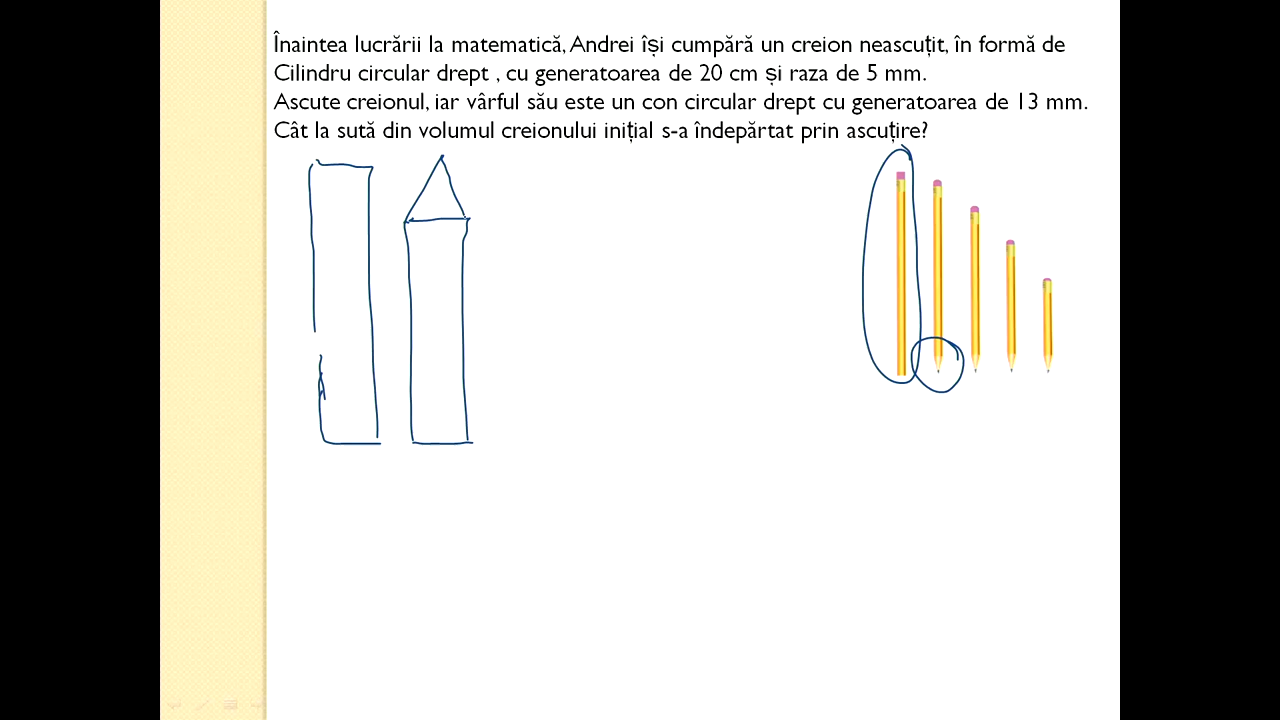 Înaintea lucrării la matematică, Andrei își cumpără un creion neascuțit, în formă de
Cilindru circular drept , cu generatoarea de 20 cm și raza de 5 mm.
Ascute creionul, iar vârful său este un con circular drept cu generatoarea de 13 mm.
Cât la sută din volumul creionului inițial s-a îndepărtat prin ascuțire?